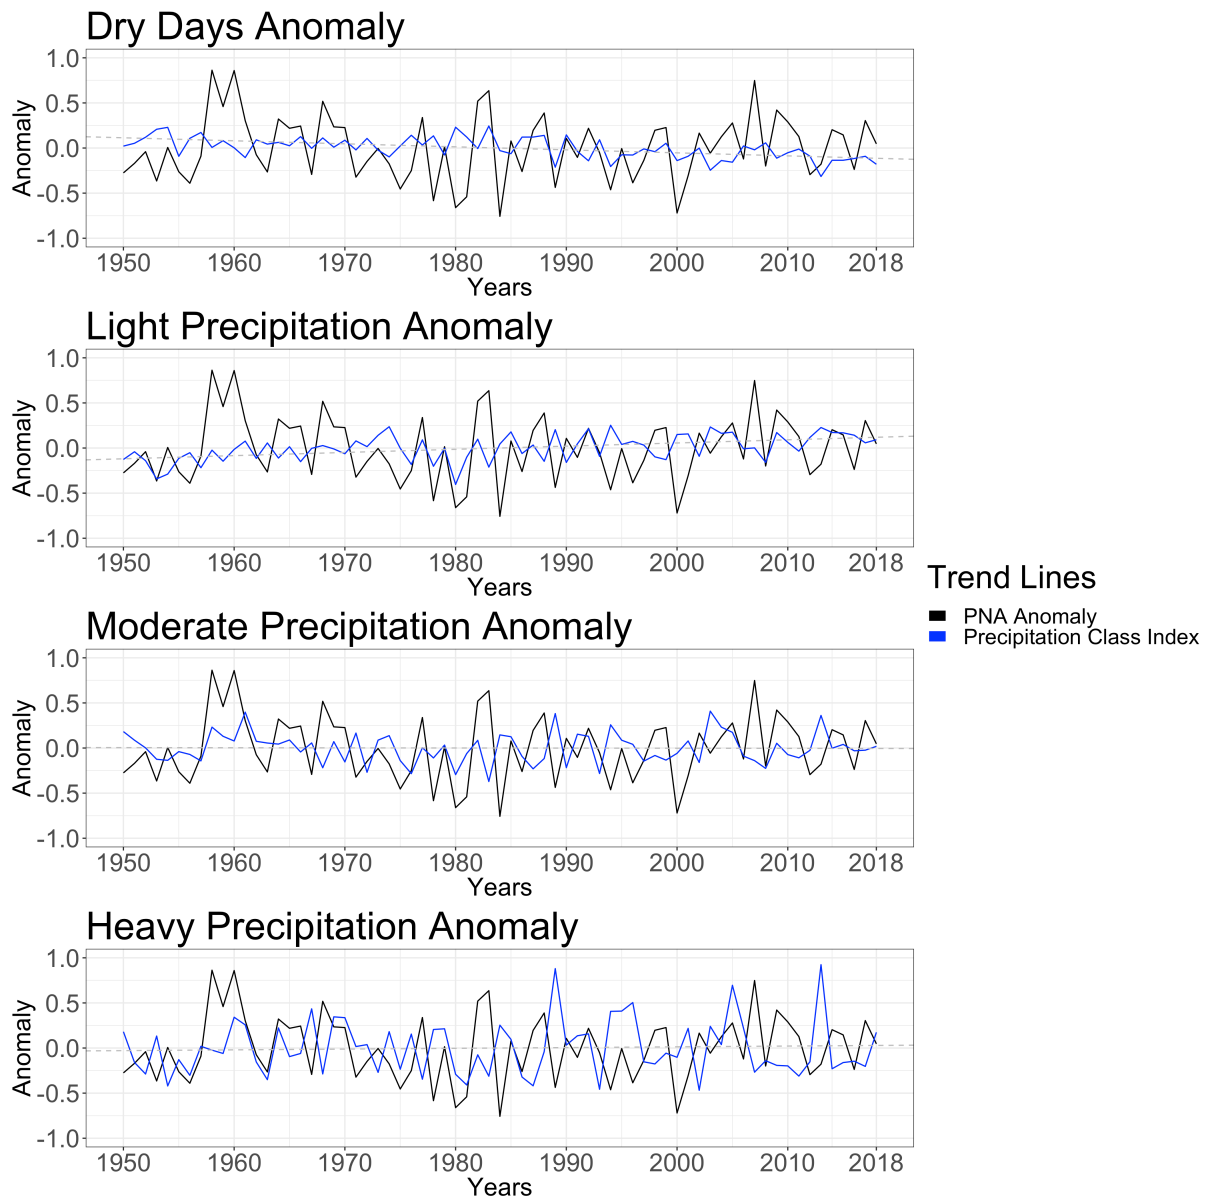 Dry Days Anomaly
Anomaly
1.0
0.5
0.0
-0.5
-1.0
1950 1960 1970 1980 1990 2000 2010 2018
Years
Light Precipitation Anomaly
Anomaly
1.0
0.5
0.0
-0.5
-1.0
1950 1960 1970 1980 1990 2000 2010 2018
Years
Moderate Precipitation Anomaly
Anomaly
1.0
0.5
0.0
-0.5
-1.0
1950 1960 1970 1980 1990 2000 2010 2018
Years
Heavy Precipitation Anomaly
Anomaly
1.0
0.5
0.0
-0.5
-1.0
1950 1960 1970 1980 1990 2000 2010 2018
Years
Trend Lines
PNA Anomaly
Precipitation Class Index